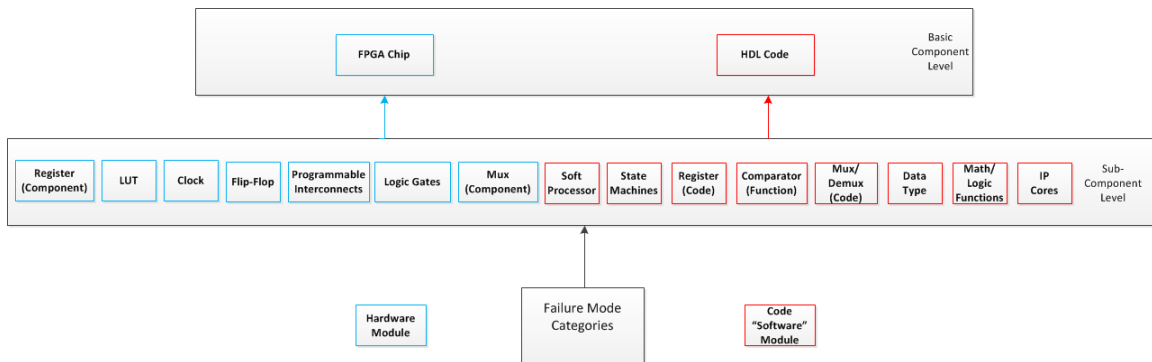 FPGA Chip
HDL Code
Basic
Component
Level
Register
(Component)
LUT
Clock
Flip-Flop
Programmable
Interconnects
Logic Gates
Mux
(Component)
Soft
Processor
State
Machines
Register
(Code)
Comparator
(Function)
Mux/
Demux
(Code)
Data
Type
Math/
Logic
Functions
IP
Cores
Sub-
Component
Level
Failure Mode
Categories
Hardware
Module
Code
“Software”
Module